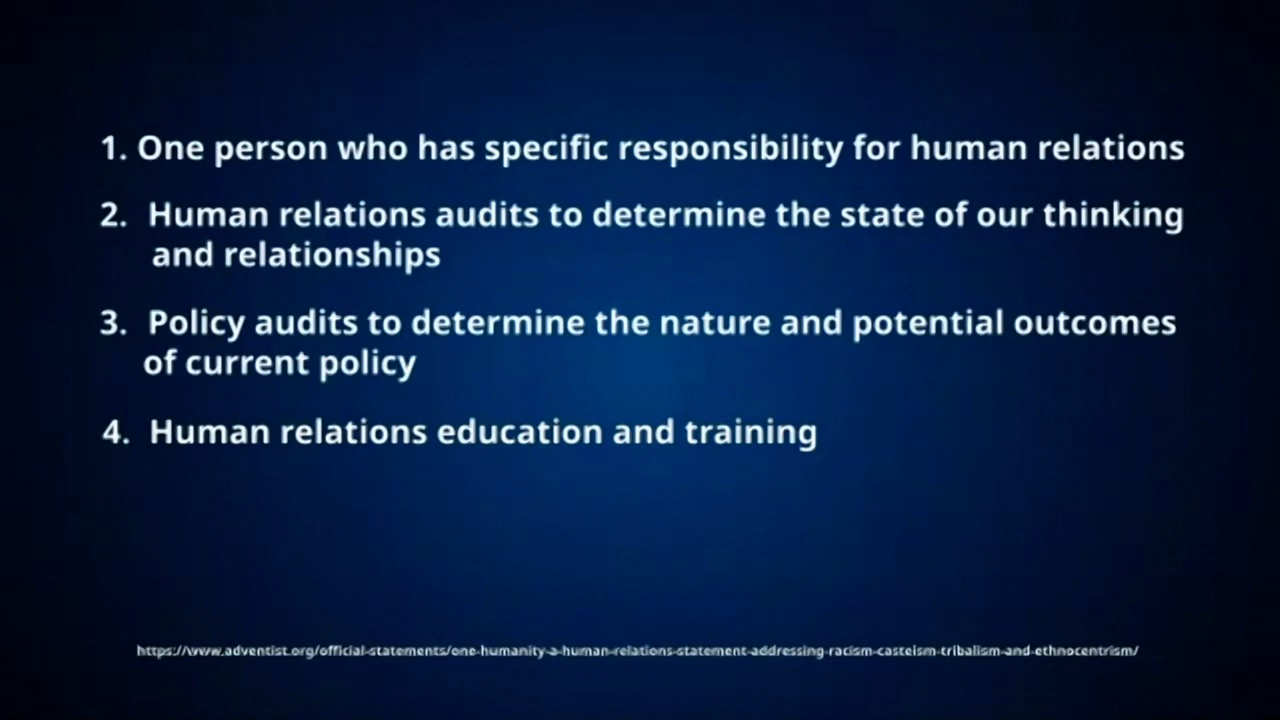 1. One person who has specific responsibility for human relations
2. Human relations audits to determine the state of our thinking
and relationships
3. Policy audits to determine the nature and potential outcomes
of current policy
4. Human relations education and training
https://www.adventist.org/official-statements/one-humanity-a-human-relations-statement-addressing-racism-casteism-tribalism-and-ethnocentrism/